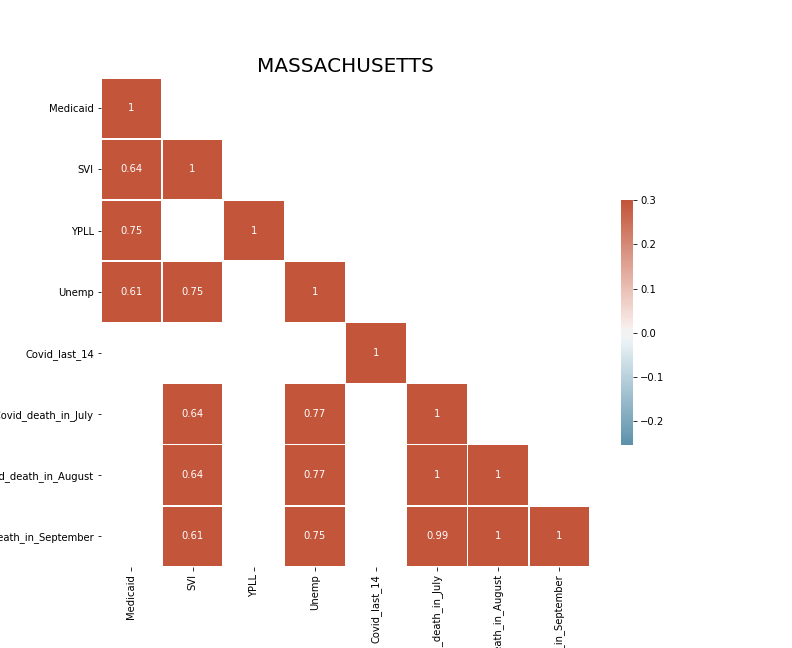 MASSACHUSETTS
Medicaid 1
SVI 0.64 1
YPLL 0.75 1
Unemp 0.61 0.75 1
Covid_last_14 1
ovid_death_in_July 0.64 0.77 1
d_death_in_August 0.64 0.77 1 1
eath_in_September 0.61 0.75 0.99 1 1
Medicaid
SVI
YPLL
Unemp
Covid_last_14
_death_in_July
eath_in_August
_in_September
0.3
0.2
0.1
0.0
−0.1
−0.2